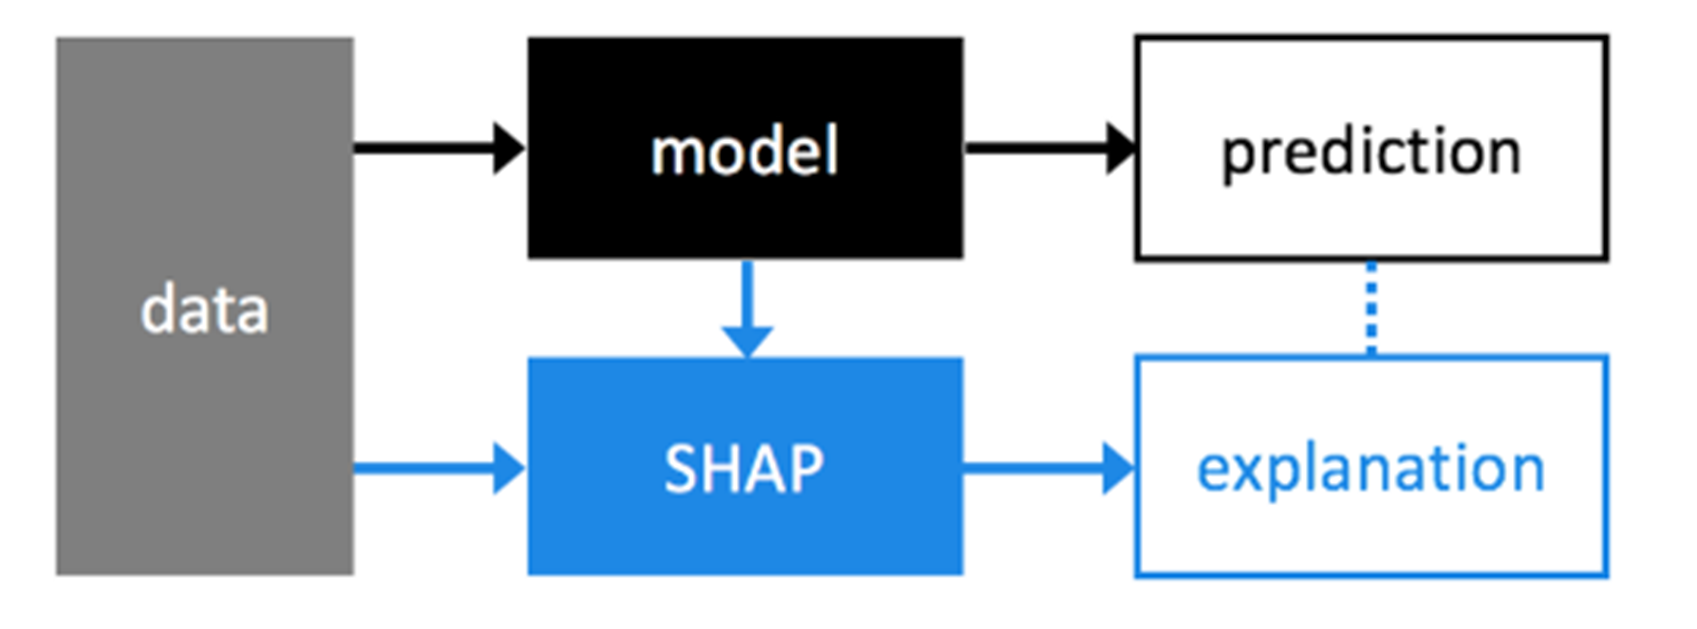 data
model
prediction
SHAP
explanation